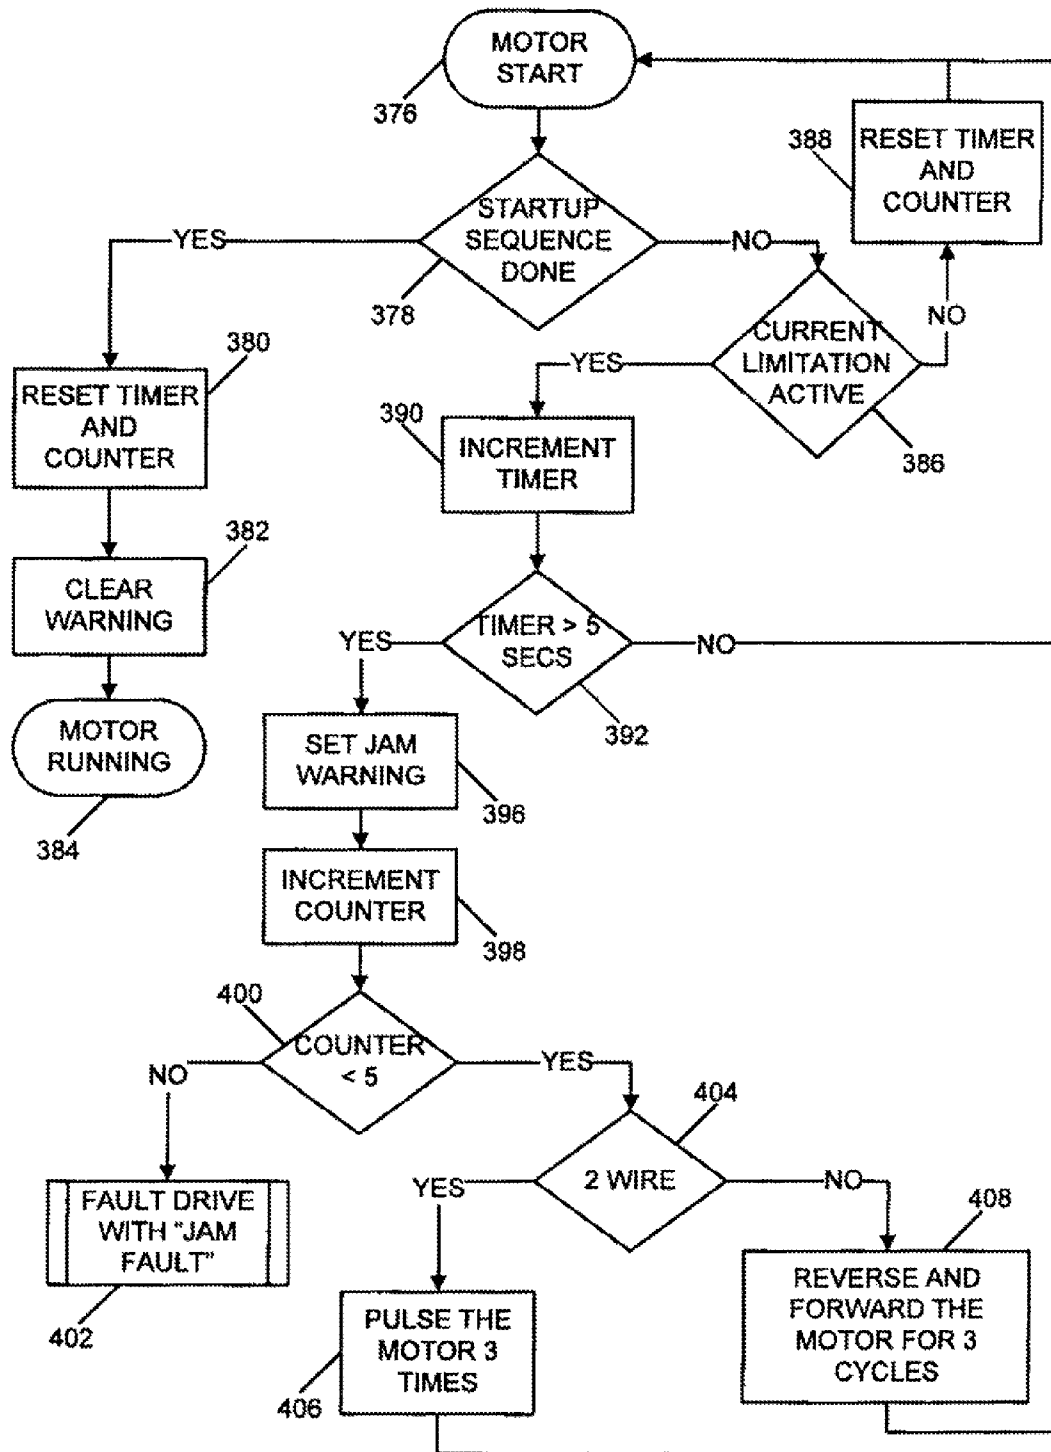 MOTOR
START
376
388
RESET TIMER
AND
COUNTER
STARTUP
SEQUENCE
DONE
YES
NO
378
CURRENT
LIMITATION
ACTIVE
NO
YES
386
380
RESET TIMER
AND
COUNTER
390
INCREMENT
TIMER
382
CLEAR
WARNING
TIMER > 5
SECS
YES
NO
392
MOTOR
RUNNING
384
SET JAM
WARNING
396
INCREMENT
COUNTER
398
400
COUNTER
< 5
NO
YES
404
2 WIRE
YES
NO
FAULT DRIVE
WITH "JAM
FAULT"
402
408
PULSE THE
MOTOR 3
TIMES
406
REVERSE AND
FORWARD THE
MOTOR FOR 3
CYCLES